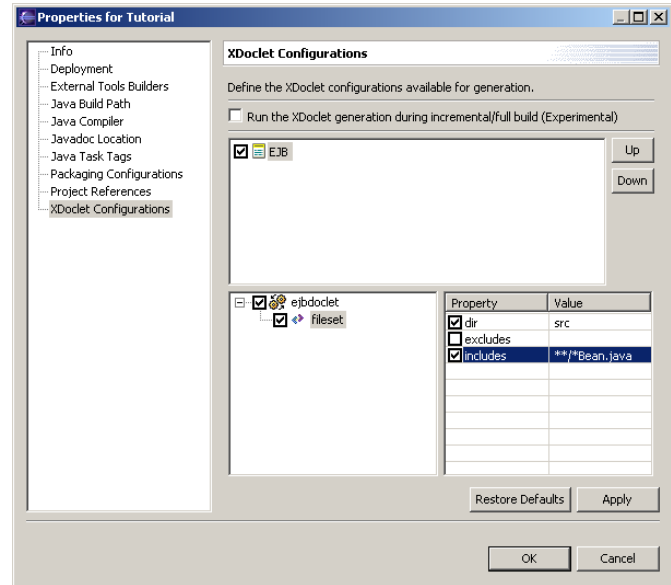 Properties for Tutorial
Info
Deployment
External Tools Builders
Java Build Path
Java Compiler
Javadoc Location
Java Task Tags
Packaging Configurations
Project References
XDoclet Configurations
XDoclet Configurations
Define the XDoclet configurations available for generation.
Run the XDoclet generation during incremental/full build (Experimental)
EJB
Up
Down
ejbdoclet
fileset
Property Value
dir src
excludes
includes **/*Bean.java
Restore Defaults Apply
OK Cancel